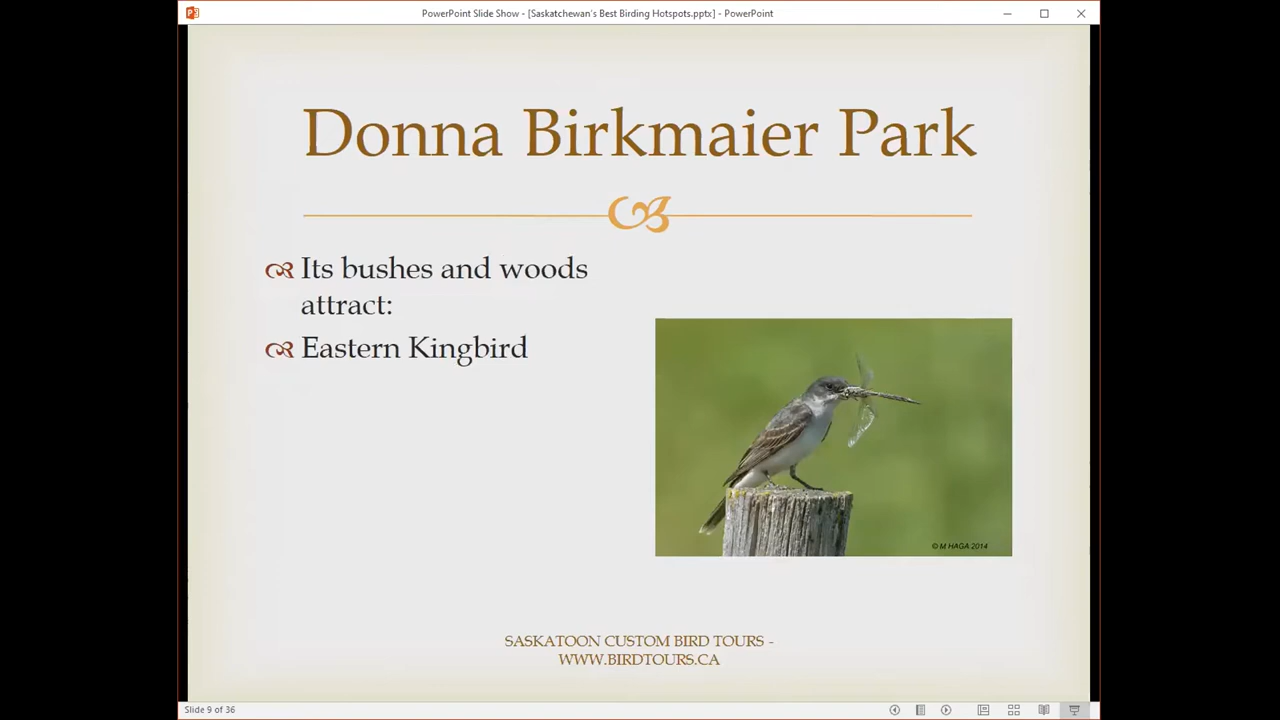 PowerPoint Slide Show - [Saskatchewan's Best Birding Hotspots.pptx] - PowerPoint
Donna Birkmaier Park
Its bushes and woods
attract:
Eastern Kingbird
© M HAGA 2014
SASKATOON CUSTOM BIRD TOURS -
WWW.BIRDTOURS.CA
Slide 9 of 36